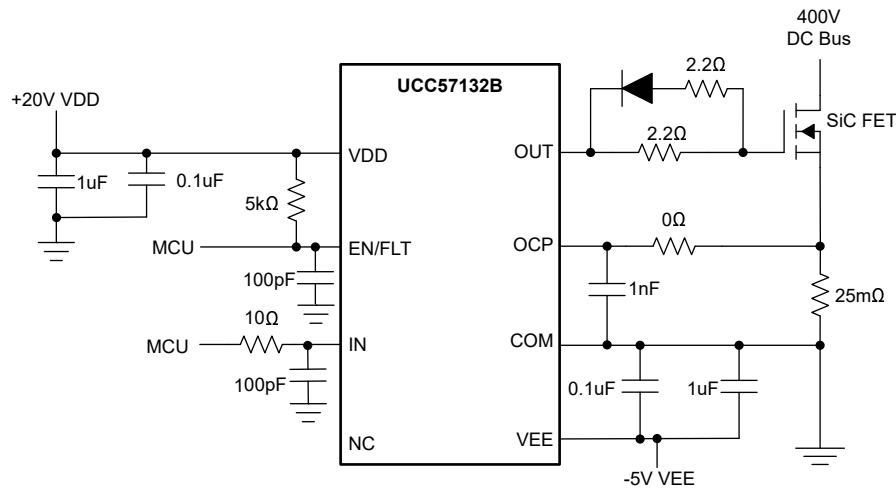 400V
DC Bus
UCC57132B
2.2Ω
+20V VDD
SiC FET
VDD
OUT
2.2Ω
1uF
0.1uF
5kΩ
0Ω
MCU
EN/FLT
OCP
100pF
1nF
25mΩ
10Ω
MCU
IN
COM
100pF
0.1uF
1uF
NC
VEE
-5V VEE